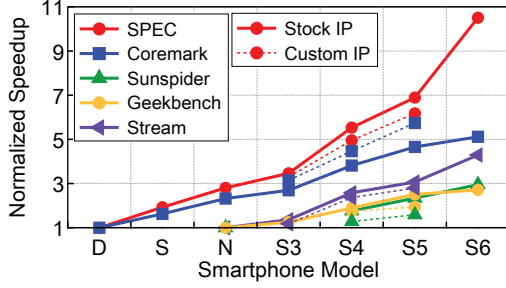 11
9
7
5
3
1
Normalized Speedup
SPEC
Coremark
Sunspider
Geekbench
Stream
Stock IP
Custom IP
D S N S3 S4 S5 S6
Smartphone Model